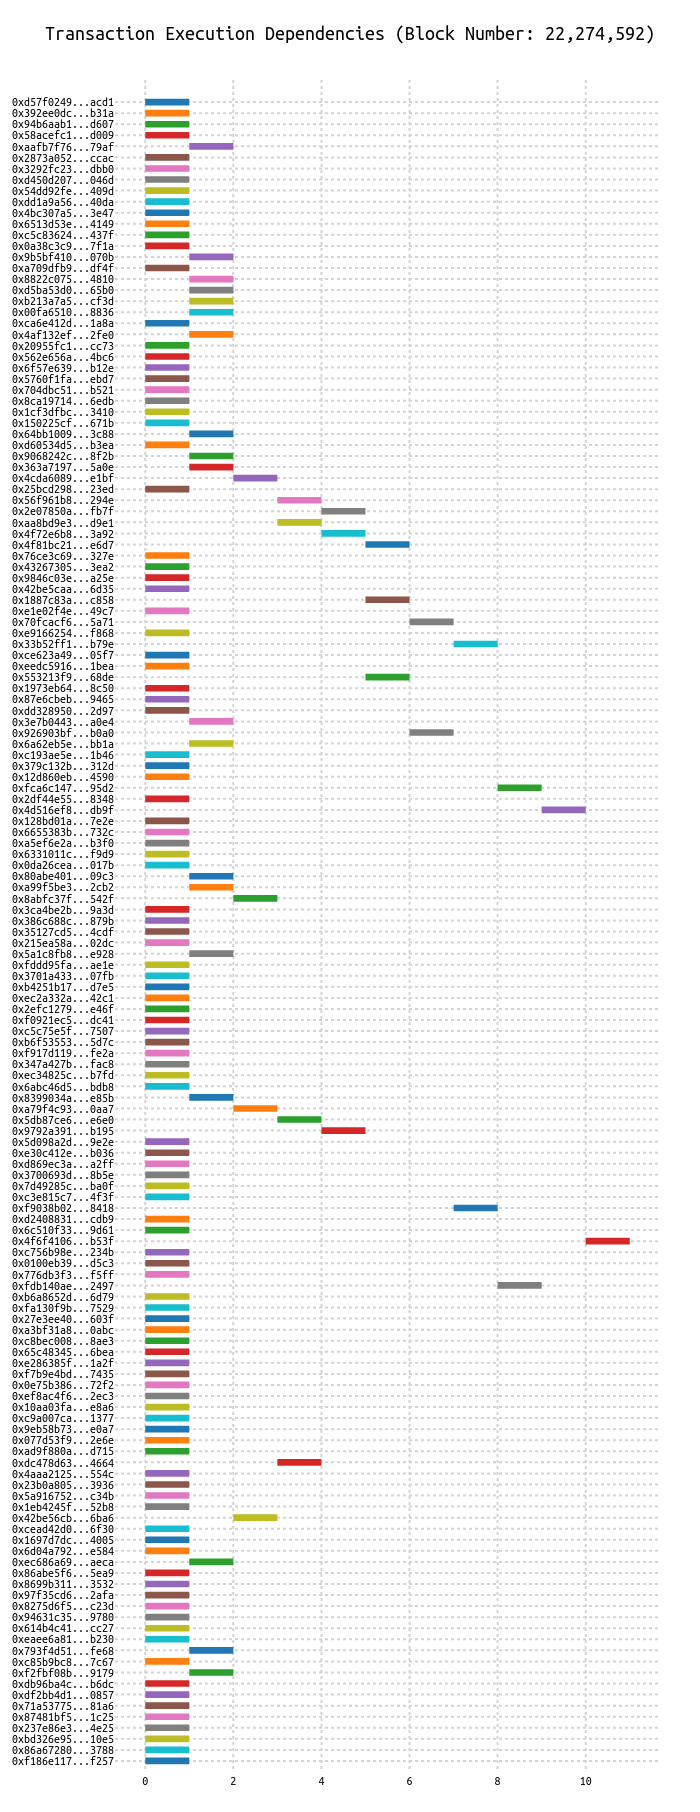 Transaction Execution Dependencies (Block Number: 22,274,592)
0xd57f0249...acd1
0x392ee0dc...b31a
0x94b6aab1...d607
0x58acefc1...d009
0xaafb7f76...79af
0x2873a052...ccac
0x3292fc23...dbb0
0xd450d207...046d
0x54dd92fe...409d
0xdd1a9a56...40da
0x4bc307a5...3e47
0x6513d53e...4149
0xc5c83624...437f
0x0a38c3c9...7f1a
0x9b5bf410...070b
0xa709dfb9...df4f
0x8822c075...4810
0xd5ba53d0...65b0
0xb213a7a5...cf3d
0x00fa6510...8836
0xca6e412d...1a8a
0x4af132ef...2fe0
0x20955fc1...cc73
0x562e656a...4bc6
0x6f57e639...b12e
0x5760f1fa...ebd7
0x704dbc51...b521
0x8ca19714...6edb
0x1cf3dfbc...3410
0x150225cf...671b
0x64bb1009...3c88
0xd60534d5...b3ea
0x9068242c...8f2b
0x363a7197...5a0e
0x4cda6089...e1bf
0x25bcd298...23ed
0x56f961b8...294e
0x2e07850a...fb7f
0xaa8bd9e3...d9e1
0x4f72e6b8...3a92
0x4f81bc21...e6d7
0x76ce3c69...327e
0x43267305...3ea2
0x9846c03e...a25e
0x42be5caa...6d35
0x1887c83a...c858
0xe1e02f4e...49c7
0x70fcacf6...5a71
0xe9166254...f868
0x33b52ff1...b79e
0xce623a49...05f7
0xeedc5916...1bea
0x553213f9...68de
0x1973eb64...8c50
0x87e6cbeb...9465
0xdd328950...2d97
0x3e7b0443...a0e4
0x926903bf...b0a0
0x6a62eb5e...bb1a
0xc193ae5e...1b46
0x379c132b...312d
0x12d860eb...4590
0xfca6c147...95d2
0x2df44e55...8348
0x4d516ef8...db9f
0x128bd01a...7e2e
0x6655383b...732c
0xa5ef6e2a...b3f0
0x6331011c...f9d9
0x0da26cea...017b
0x80abe401...09c3
0xa99f5be3...2cb2
0x8abfc37f...542f
0x3ca4be2b...9a3d
0x386c688c...879b
0x35127cd5...4cdf
0x215ea58a...02dc
0x5a1c8fb8...e928
0xfddd95fa...ae1e
0x3701a433...07fb
0xb4251b17...d7e5
0xec2a332a...42c1
0x2efc1279...e46f
0xf0921ec5...dc41
0xc5c75e5f...7507
0xb6f53553...5d7c
0xf917d119...fe2a
0x347a427b...fac8
0xec34825c...b7fd
0x6abc46d5...bdb8
0x8399034a...e85b
0xa79f4c93...0aa7
0x5db87ce6...e6e0
0x9792a391...b195
0x5d098a2d...9e2e
0xe30c412e...b036
0xd869ec3a...a2ff
0x3700693d...8b5e
0x7d49285c...ba0f
0xc3e815c7...4f3f
0xf9038b02...8418
0xd2408831...cdb9
0x6c510f33...9d61
0x4f6f4106...b53f
0xc756b98e...234b
0x0100eb39...d5c3
0x776db3f3...f5ff
0xfdb140ae...2497
0xb6a8652d...6d79
0xfa130f9b...7529
0x27e3ee40...603f
0xa3bf31a8...0abc
0xc8bec008...8ae3
0x65c48345...6bea
0xe286385f...1a2f
0xf7b9e4bd...7435
0x0e75b386...72f2
0xef8ac4f6...2ec3
0x10aa03fa...e8a6
0xc9a007ca...1377
0x9eb58b73...e0a7
0x077d53f9...2e6e
0xad9f880a...d715
0xdc478d63...4664
0x4aaa2125...554c
0x23b0a805...3936
0x5a916752...c34b
0x1eb4245f...52b8
0x42be56cb...6ba6
0xcead42d0...6f30
0x1697d7dc...4005
0x6d04a792...e584
0xec686a69...aeca
0x86abe5f6...5ea9
0x8699b311...3532
0x97f35cd6...2afa
0x8275d6f5...c23d
0x94631c35...9780
0x614b4c41...cc27
0xeaee6a81...b230
0x793f4d51...fe68
0xc85b9bc8...7c67
0xf2fbf08b...9179
0xdb96ba4c...b6dc
0xdf2bb4d1...0857
0x71a53775...81a6
0x87481bf5...1c25
0x237e86e3...4e25
0xbd326e95...10e5
0x86a67280...3788
0xf186e117...f257
0 2 4 6 8 10